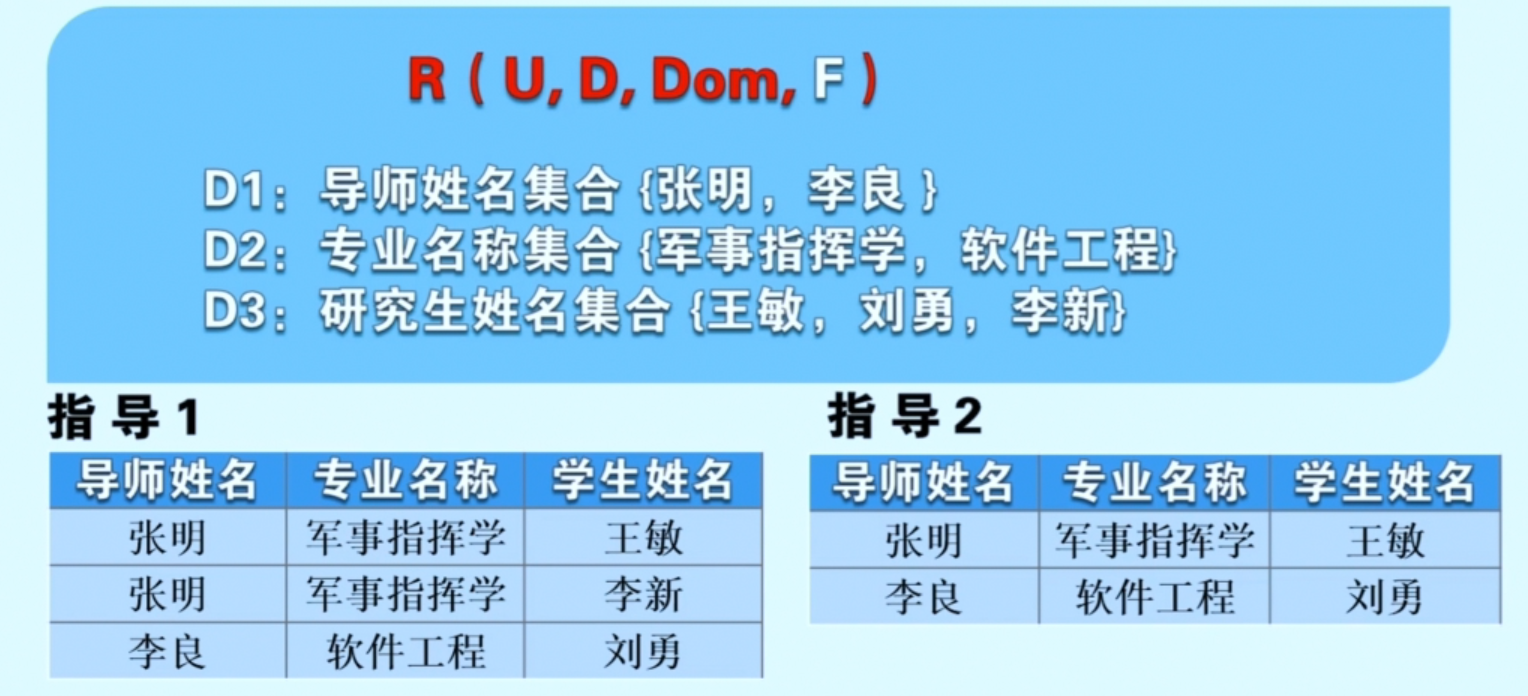 R（U, D, Dom, F）
D1：导师姓名集合 {张明，李良 }
D2：专业名称集合 {军事指挥学，软件工程}
D3：研究生姓名集合 {王敏，刘勇，李新}
指 导 1
导师姓名 专业名称 学生姓名
张明 军事指挥学 王敏
张明 军事指挥学 李新
李良 软件工程 刘勇
指 导 2
导师姓名 专业名称 学生姓名
张明 军事指挥学 王敏
李良 软件工程 刘勇